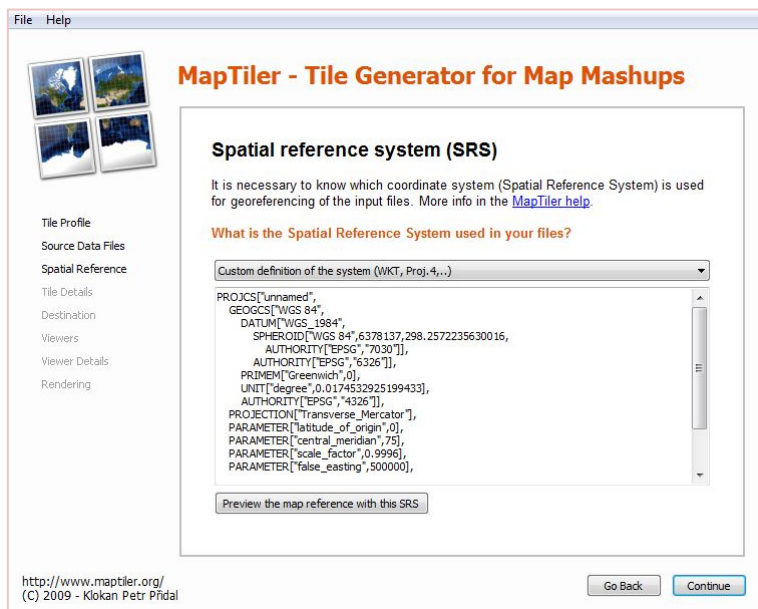 File Help
MapTiler - Tile Generator for Map Mashups
Tile Profile
Source Data Files
Spatial Reference
Tile Details
Destination
Viewers
Viewer Details
Rendering
Spatial reference system (SRS)
It is necessary to know which coordinate system (Spatial Reference System) is used
for georeferencing of the input files. More info in the MapTiler help.
What is the Spatial Reference System used in your files?
Custom definition of the system (WKT, Proj.4,..)
PROJCS["unnamed",
GEOGCS["WGS 84",
DATUM["WGS_1984",
SPHEROID["WGS 84",6378137,298.2572235630016,
AUTHORITY["EPSG","7030"]],
AUTHORITY["EPSG","6326"]],
PRIMEM["Greenwich",0],
UNIT["degree",0.0174532925199433],
AUTHORITY["EPSG","4326"]],
PROJECTION["Transverse_Mercator"],
PARAMETER["latitude_of_origin",0],
PARAMETER["central_meridian",75],
PARAMETER["scale_factor",0.9996],
PARAMETER["false_easting",500000],
Preview the map reference with this SRS
http://www.maptiler.org/
(C) 2009 - Klokan Petr Přidal
Go Back Continue